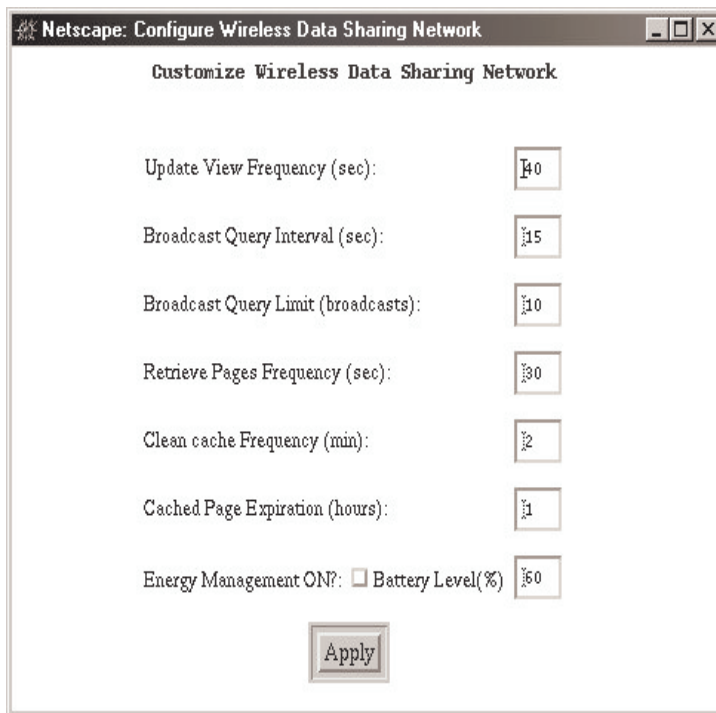 Netscape: Configure Wireless Data Sharing Network
Customize Wireless Data Sharing Network
Update View Frequency (sec): 40
Broadcast Query Interval (sec): 15
Broadcast Query Limit (broadcasts): 10
Retrieve Pages Frequency (sec): 30
Clean cache Frequency (min): 2
Cached Page Expiration (hours): 1
Energy Management ON?: Battery Level(%) 60
Apply